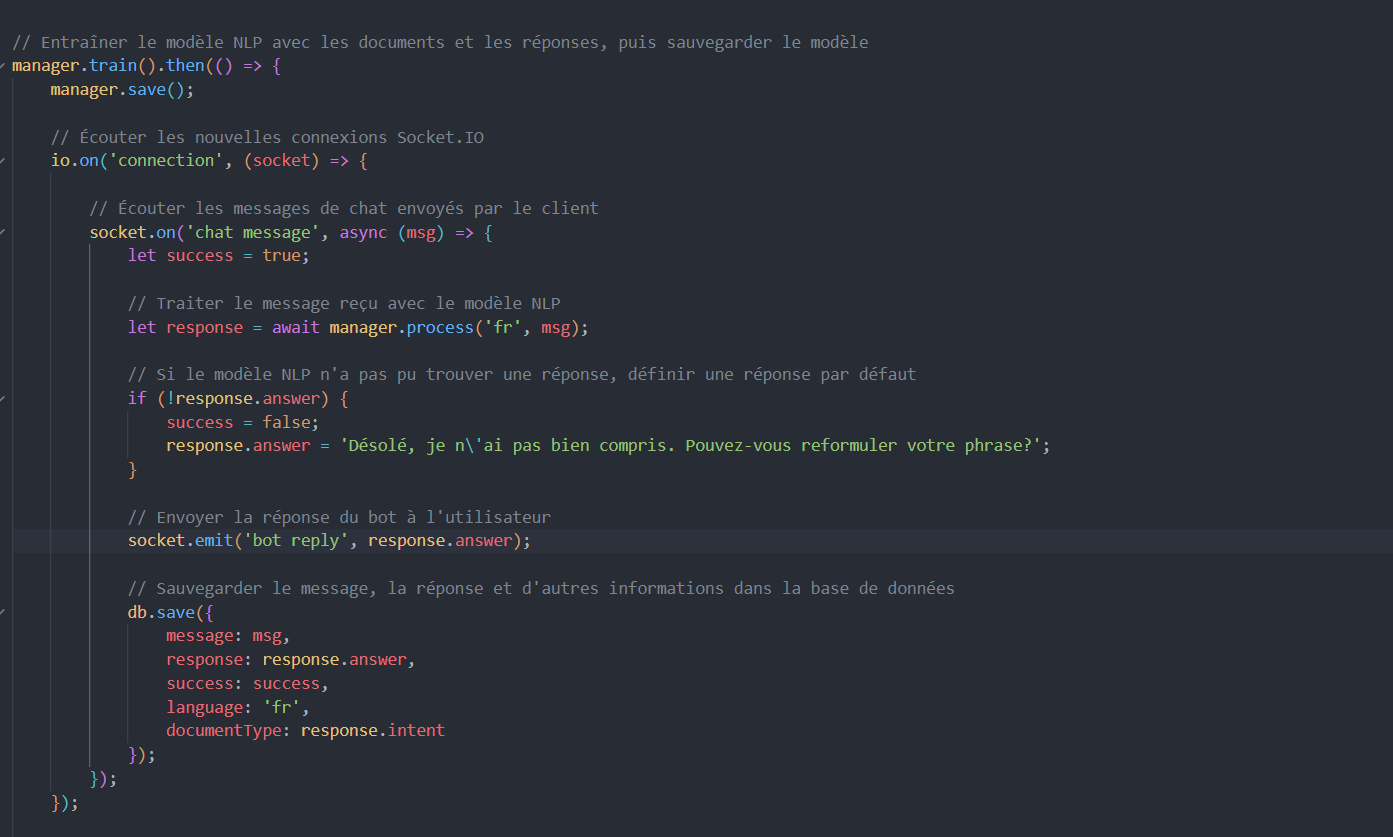 // Entraîner le modèle NLP avec les documents et les réponses, puis sauvegarder le modèle
manager.train().then(() => {
    manager.save();

    // Écouter les nouvelles connexions Socket.IO
    io.on('connection', (socket) => {

        // Écouter les messages de chat envoyés par le client
        socket.on('chat message', async (msg) => {
            let success = true;

            // Traiter le message reçu avec le modèle NLP
            let response = await manager.process('fr', msg);

            // Si le modèle NLP n'a pas pu trouver une réponse, définir une réponse par défaut
            if (!response.answer) {
                success = false;
                response.answer = 'Désolé, je n\'ai pas bien compris. Pouvez-vous reformuler votre phrase?';
            }

            // Envoyer la réponse du bot à l'utilisateur
            socket.emit('bot reply', response.answer);

            // Sauvegarder le message, la réponse et d'autres informations dans la base de données
            db.save({
                message: msg,
                response: response.answer,
                success: success,
                language: 'fr',
                documentType: response.intent
            });
        });
    });